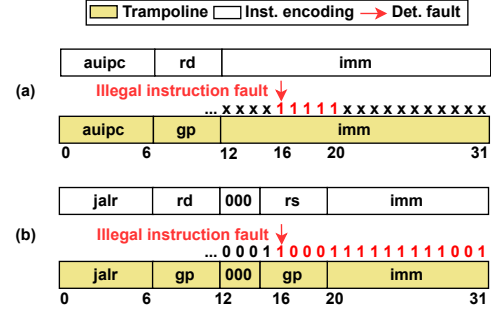 Trampoline Inst. encoding Det. fault
auipc rd imm
(a)
Illegal instruction fault
... x x x x 1 1 1 1 1 x x x x x x x x x x x
auipc gp imm
0 6 12 16 20 31
jalr rd 000 rs imm
(b)
Illegal instruction fault
... 0 0 0 1 1 0 0 0 1 1 1 1 1 1 1 1 1 0 0 1
jalr gp 000 gp imm
0 6 12 16 20 31